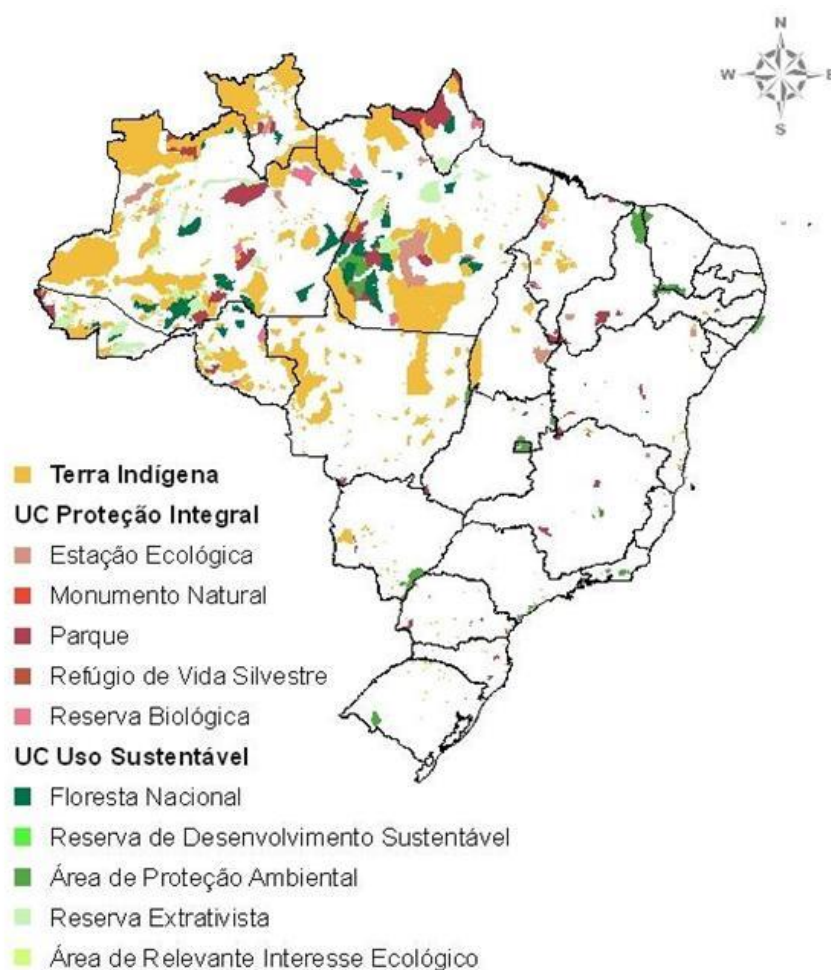 N
W E
S
Terra Indígena
UC Proteção Integral
Estação Ecológica
Monumento Natural
Parque
Refúgio de Vida Silvestre
Reserva Biológica
UC Uso Sustentável
Floresta Nacional
Reserva de Desenvolvimento Sustentável
Área de Proteção Ambiental
Reserva Extrativista
Área de Relevante Interesse Ecológico